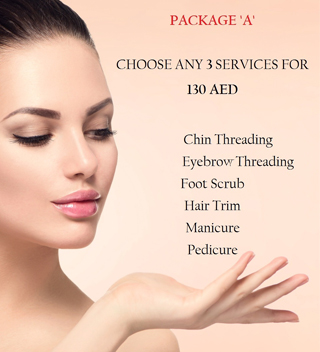 PACKAGE 'A'
CHOOSE ANY 3 SERVICES FOR
130 AED
Chin Threading
Eyebrow Threading
Foot Scrub
Hair Trim
Manicure
Pedicure